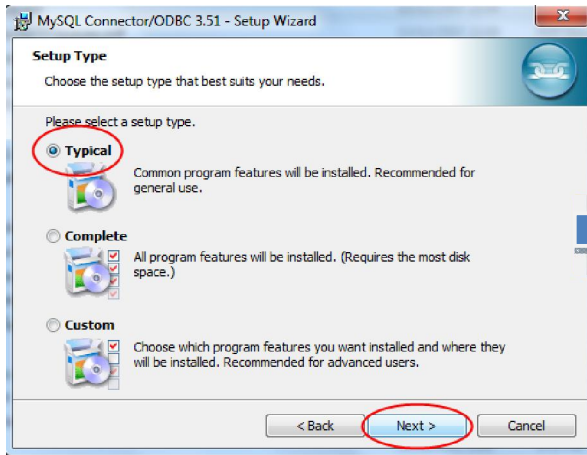 MySQL Connector/ODBC 3.51 - Setup Wizard
Setup Type
Choose the setup type that best suits your needs.
Please select a setup type.
Typical
Common program features will be installed. Recommended for
general use.
Complete
All program features will be installed. (Requires the most disk
space.)
Custom
Choose which program features you want installed and where they
will be installed. Recommended for advanced users.
< Back Next > Cancel